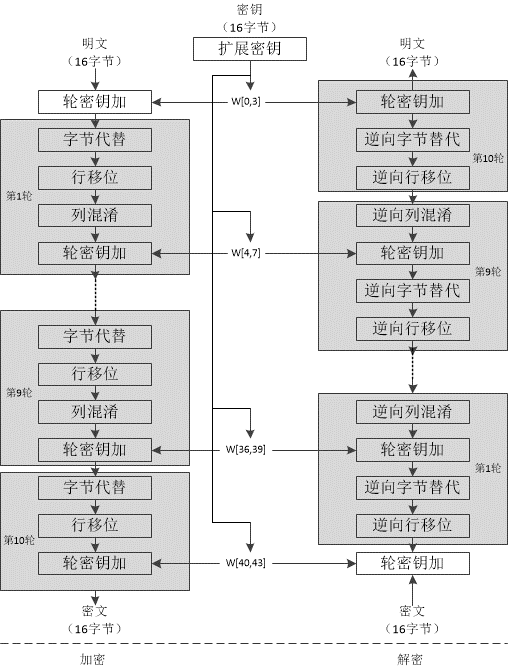 密钥
（16字节）
扩展密钥
明文
（16字节）
轮密钥加
第1轮
字节代替
行移位
列混淆
轮密钥加
第9轮
字节代替
行移位
列混淆
轮密钥加
第10轮
字节代替
行移位
轮密钥加
密文
（16字节）
加密
W[0,3]
W[4,7]
W[36,39]
W[40,43]
明文
（16字节）
轮密钥加
逆向字节替代
第10轮
逆向行移位
逆向列混淆
轮密钥加
第9轮
逆向字节替代
逆向行移位
逆向列混淆
轮密钥加
第1轮
逆向字节替代
逆向行移位
轮密钥加
密文
（16字节）
解密